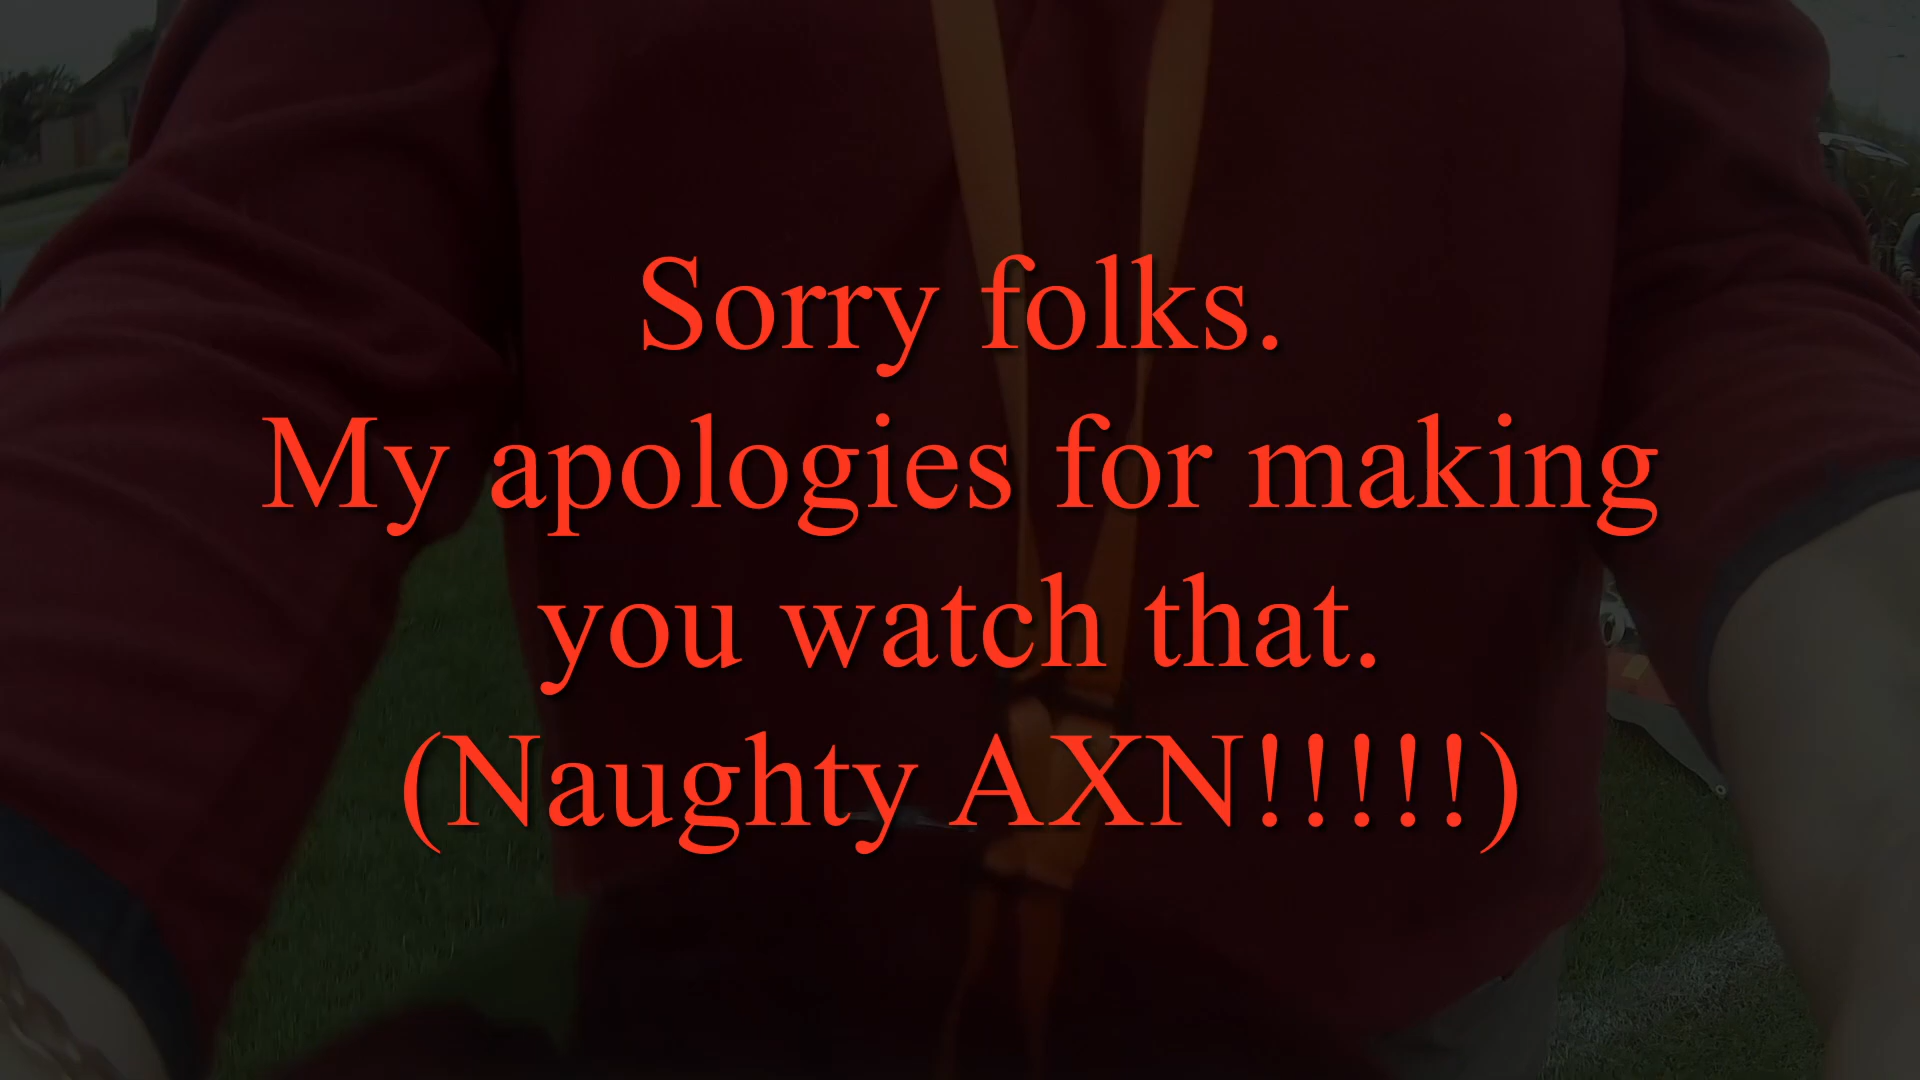 Sorry folks.
My apologies for making
you watch that.
(Naughty AXN!!!!!)